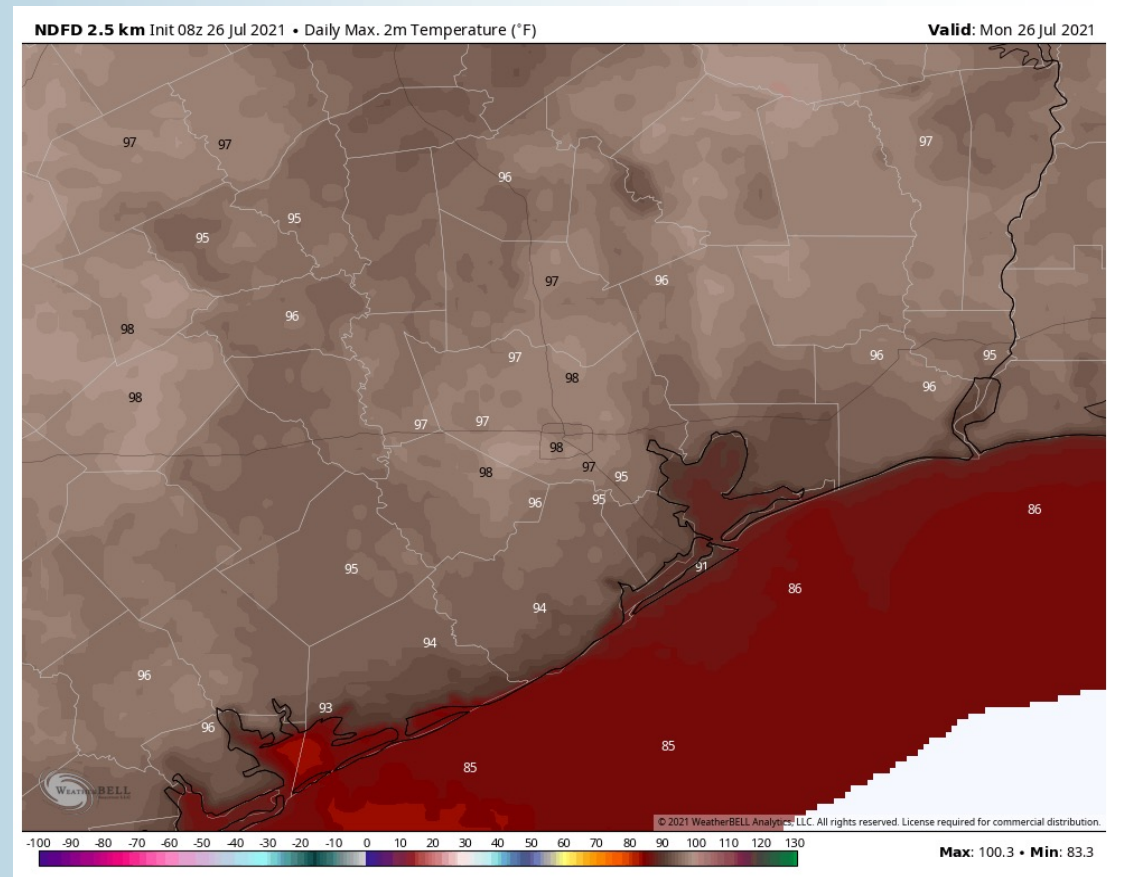 NDFD 2.5 km Init 08z 26 Jul 2021 • Daily Max. 2m Temperature (°F) Valid: Mon 26 Jul 2021
97 97 97
96
95
95
97 96
96
98
97 96 95
98 96
98
97 97
98
98 97 95
96 95
86
91
95
86
94
94
96
93
96
85
85
WEATHERBELL
© 2021 WeatherBELL Analytics, LLC. All rights reserved. License required for commercial distribution.
-100 -90 -80 -70 -60 -50 -40 -30 -20 -10 0 10 20 30 40 50 60 70 80 90 100 110 120 130
Max: 100.3 • Min: 83.3